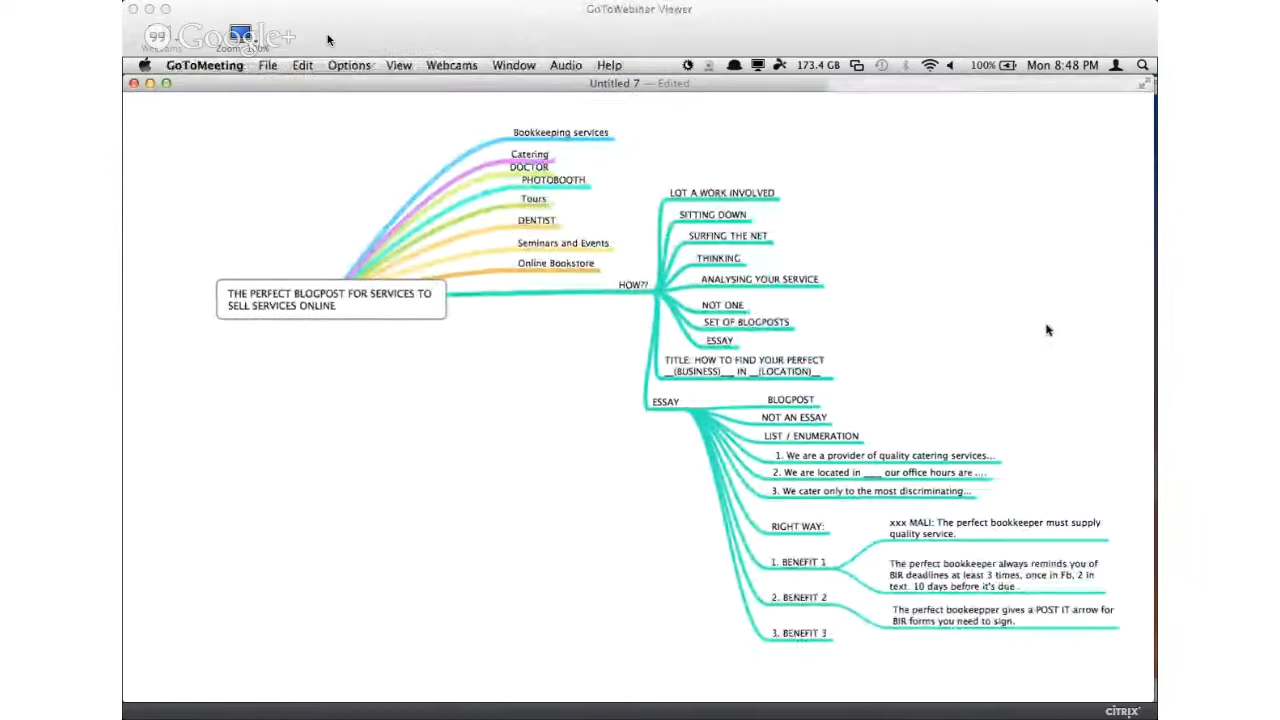 GoToWebinar Viewer
Google+
Webcams
Zoom
GoToMeeting File Edit Options View Webcams Window Audio Help 173.4 GB 100% Mon 8:48 PM
Untitled 7 — Edited
Bookkeeping services
Catering
DOCTOR
PHOTOBOOTH
Tours
DENTIST
Seminars and Events
Online Bookstore
THE PERFECT BLOGPOST FOR SERVICES TO
SELL SERVICES ONLINE
HOW??
LOT A WORK INVOLVED
SITTING DOWN
SURFING THE NET
THINKING
ANALYSING YOUR SERVICE
NOT ONE
SET OF BLOGPOSTS
ESSAY
TITLE: HOW TO FIND YOUR PERFECT
__(BUSINESS)___ IN __(LOCATION)__
ESSAY
BLOGPOST
NOT AN ESSAY
LIST / ENUMERATION
1. We are a provider of quality catering services...
2. We are located in ____ our office hours are ....
3. We cater only to the most discriminating...
RIGHT WAY:
xxx MALI: The perfect bookkeeper must supply
quality service.
1. BENEFIT 1
The perfect bookkeeper always reminds you of
BIR deadlines at least 3 times, once in Fb, 2 in
text. 10 days before it's due .
2. BENEFIT 2
The perfect bookeepper gives a POST IT arrow for
BIR forms you need to sign.
3. BENEFIT 3
CITRIX